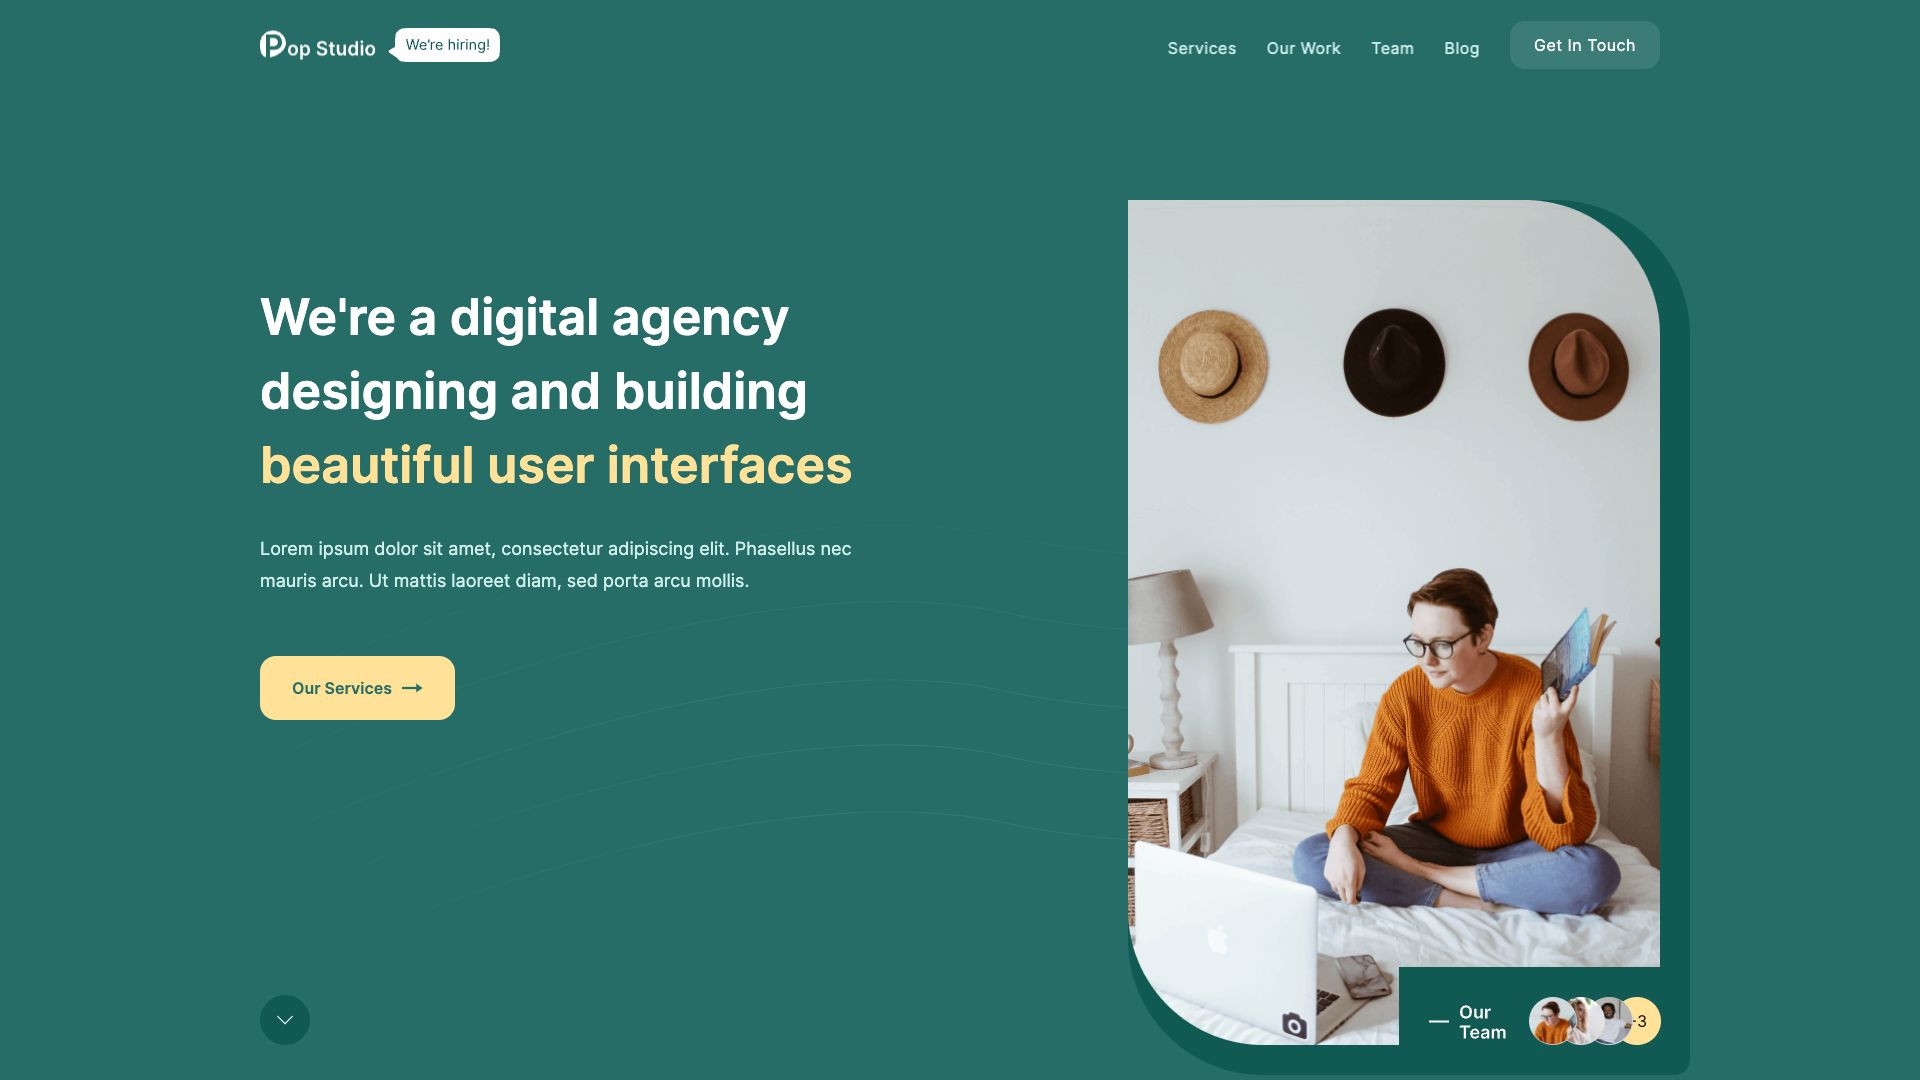 Pop Studio
We're hiring!
Services
Our Work
Team
Blog
Get In Touch
We're a digital agency
designing and building
beautiful user interfaces
Lorem ipsum dolor sit amet, consectetur adipiscing elit. Phasellus nec
mauris arcu. Ut mattis laoreet diam, sed porta arcu mollis.
Our Services
Our
Team
+3